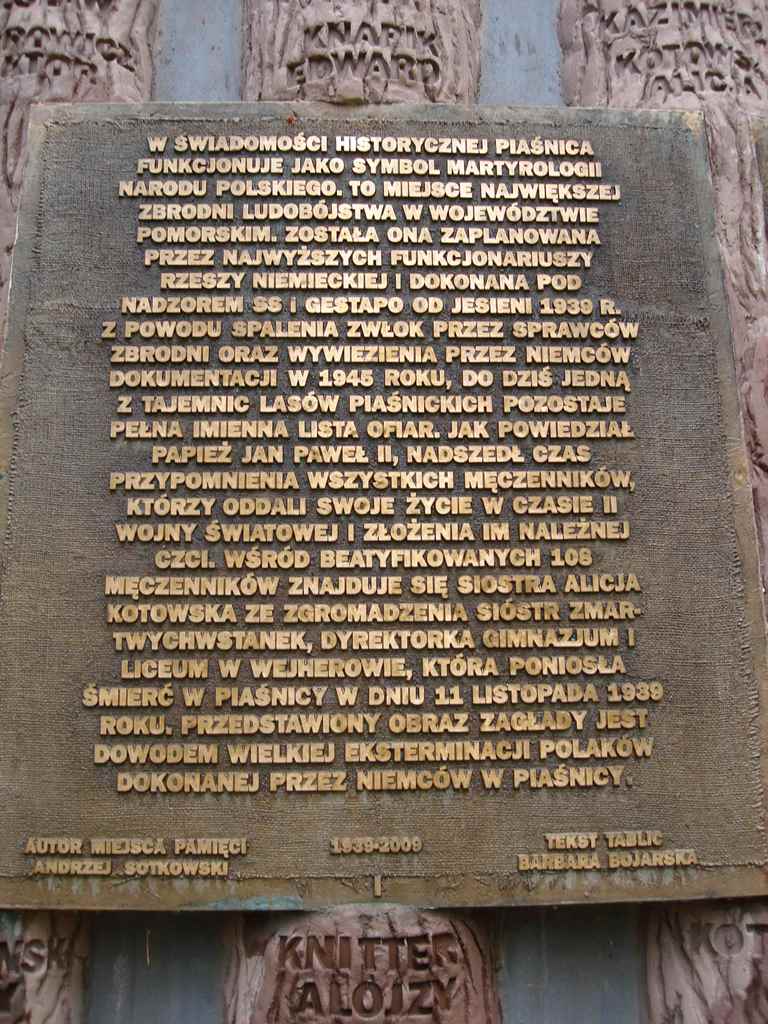 KNAPIK
EDWARD
KAZIMIERZ
KOTOWSKA
ALICJA
W ŚWIADOMOŚCI HISTORYCZNEJ PIAŚNICA
FUNKCJONUJE JAKO SYMBOL MARTYROLOGII
NARODU POLSKIEGO. TO MIEJSCE NAJWIĘKSZEJ
ZBRODNI LUDOBÓJSTWA W WOJEWÓDZTWIE
POMORSKIM. ZOSTAŁA ONA ZAPLANOWANA
PRZEZ NAJWYŻSZYCH FUNKCJONARIUSZY
RZESZY NIEMIECKIEJ I DOKONANA POD
NADZOREM SS I GESTAPO OD JESIENI 1939 R.
Z POWODU SPALENIA ZWŁOK PRZEZ SPRAWCÓW
ZBRODNI ORAZ WYWIEZIENIA PRZEZ NIEMCÓW
DOKUMENTACJI W 1945 ROKU, DO DZIŚ JEDNĄ
Z TAJEMNIC LASÓW PIAŚNICKICH POZOSTAJE
PEŁNA IMIENNA LISTA OFIAR. JAK POWIEDZIAŁ
PAPIEŻ JAN PAWEŁ II, NADSZEDŁ CZAS
PRZYPOMNIENIA WSZYSTKICH MĘCZENNIKÓW,
KTÓRZY ODDALI SWOJE ŻYCIE W CZASIE II
WOJNY ŚWIATOWEJ I ZŁOŻENIA IM NALEŻNEJ
CZCI. WŚRÓD BEATYFIKOWANYCH 108
MĘCZENNIKÓW ZNAJDUJE SIĘ SIOSTRA ALICJA
KOTOWSKA ZE ZGROMADZENIA SIÓSTR ZMAR-
TWYCHWSTANEK, DYREKTORKA GIMNAZJUM I
LICEUM W WEJHEROWIE, KTÓRA PONIOSŁA
ŚMIERĆ W PIAŚNICY W DNIU 11 LISTOPADA 1939
ROKU. PRZEDSTAWIONY OBRAZ ZAGŁADY JEST
DOWODEM WIELKIEJ EKSTERMINACJI POLAKÓW
DOKONANEJ PRZEZ NIEMCÓW W PIAŚNICY.
AUTOR MIEJSCA PAMIĘCI
ANDRZEJ SOTKOWSKI
1939-2009
I
TEKST TABLIC
BARBARA BOJARSKA
KNITTER
ALOJZY